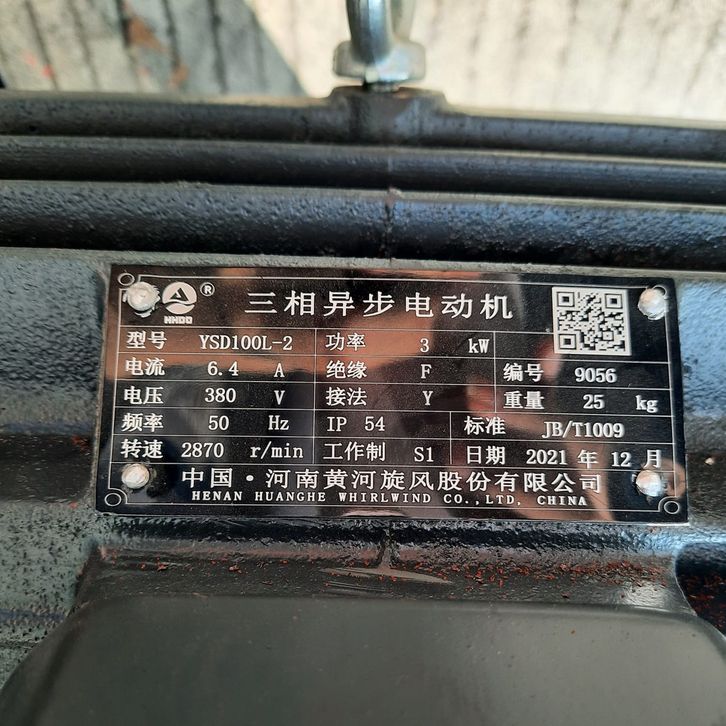 HHDQ ®
三相异步电动机
型号 YSD100L-2 功率 3 kW
电流 6.4 A 绝缘 F 编号 9056
电压 380 V 接法 Y 重量 25 kg
频率 50 Hz IP 54 标准 JB/T1009
转速 2870 r/min 工作制 S1 日期 2021 年 12 月
中国·河南黄河旋风股份有限公司
HENAN HUANGHE WHIRLWIND CO.,LTD. CHINA